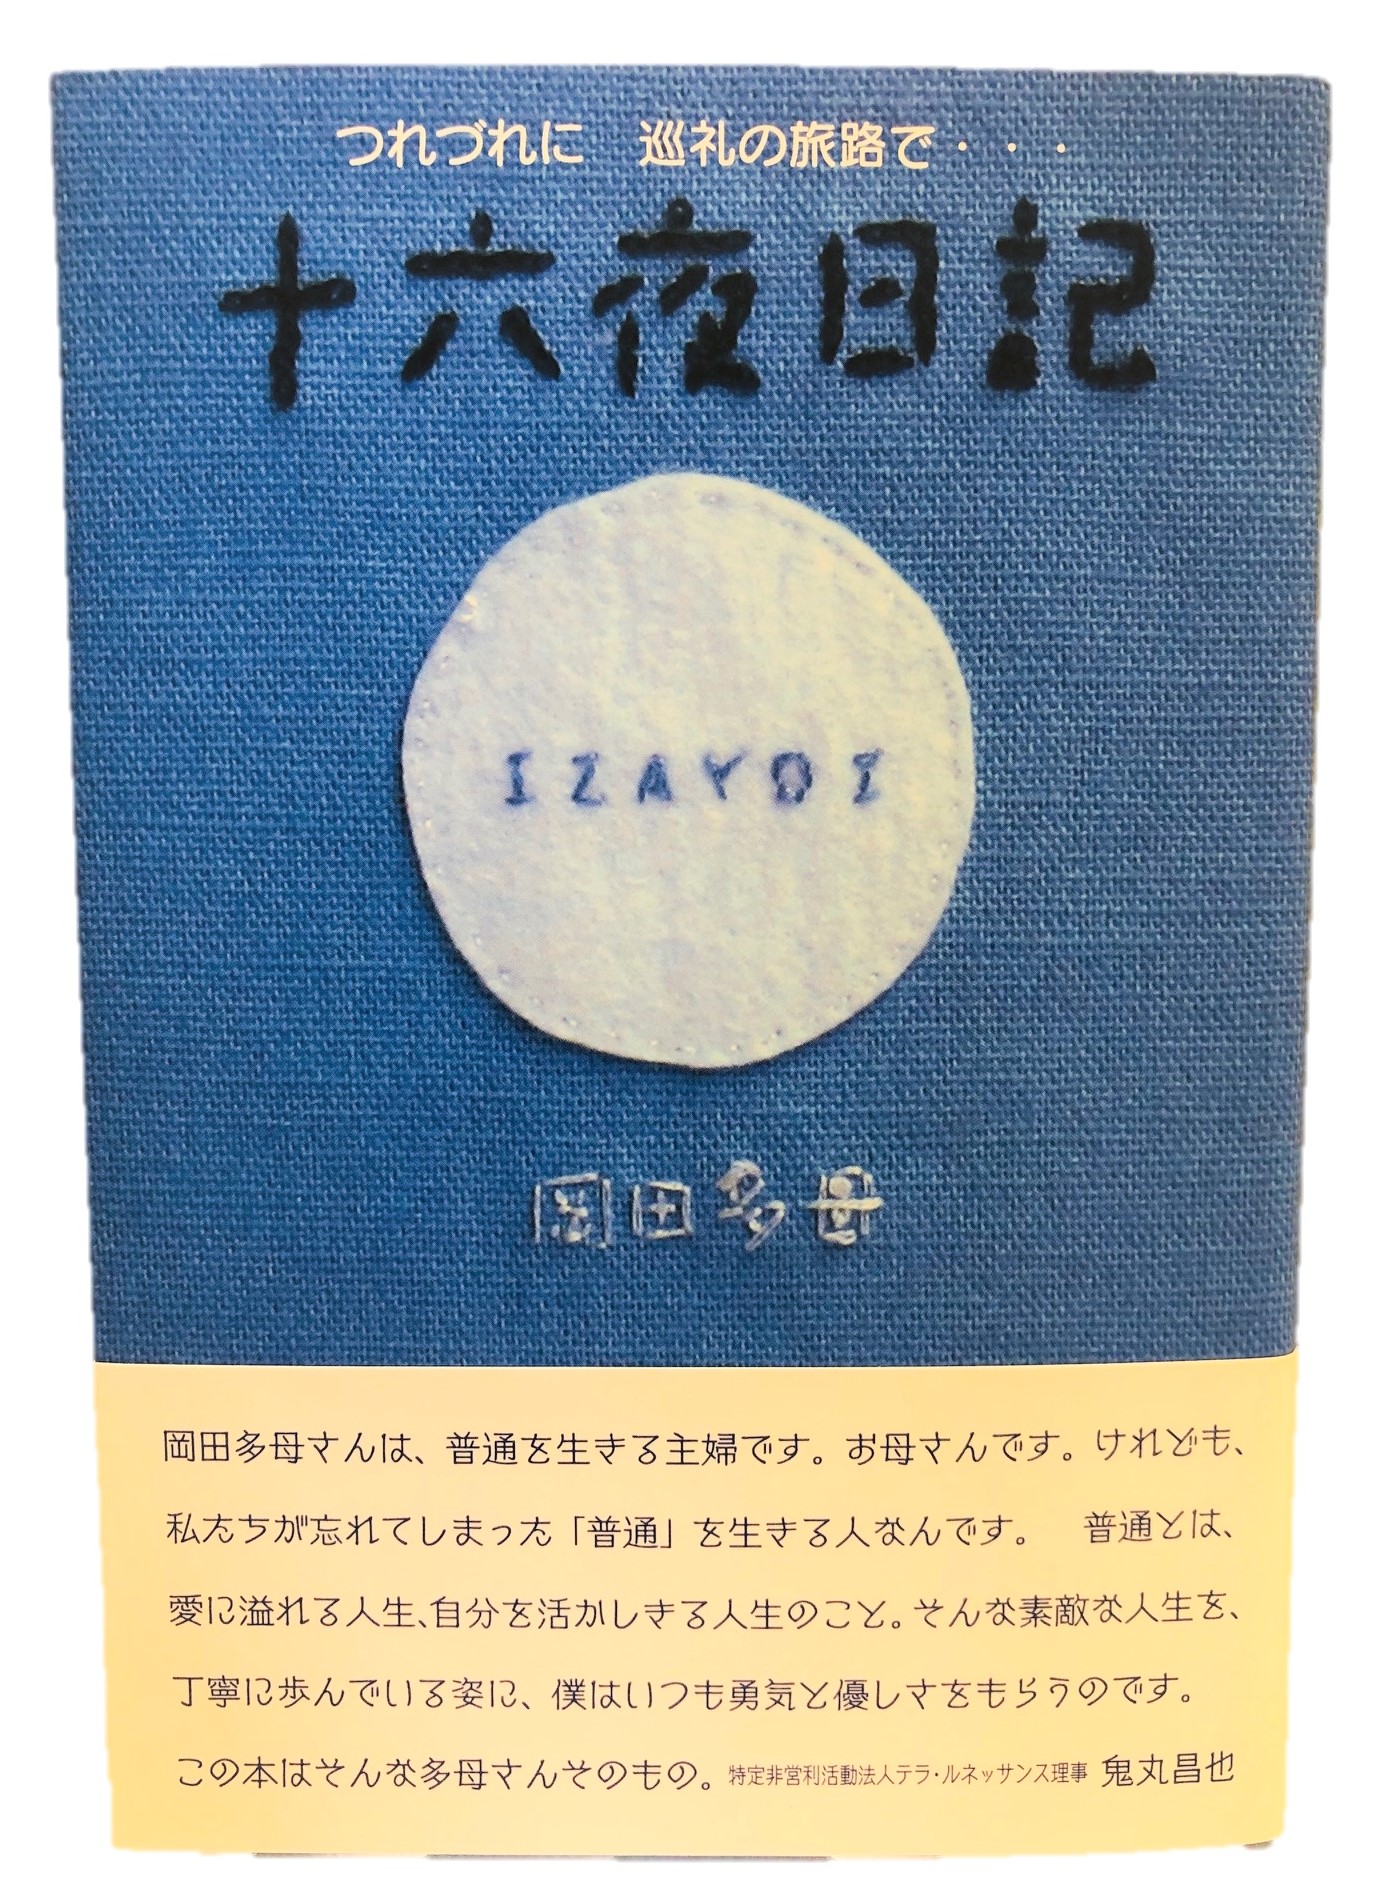 つれづれに　巡礼の旅路で・・・
十六夜日記
IZAYOI
岡田多母
岡田多母さんは、普通を生きる主婦です。お母さんです。けれども、
私たちが忘れてしまった「普通」を生きる人なんです。　普通とは、
愛に溢れる人生、自分を活かしきる人生のこと。そんな素敵な人生を、
丁寧に歩んでいる姿に、僕はいつも勇気と優しさをもらうのです。
この本はそんな多母さんそのもの。特定非営利活動法人テラ・ルネッサンス理事 鬼丸昌也